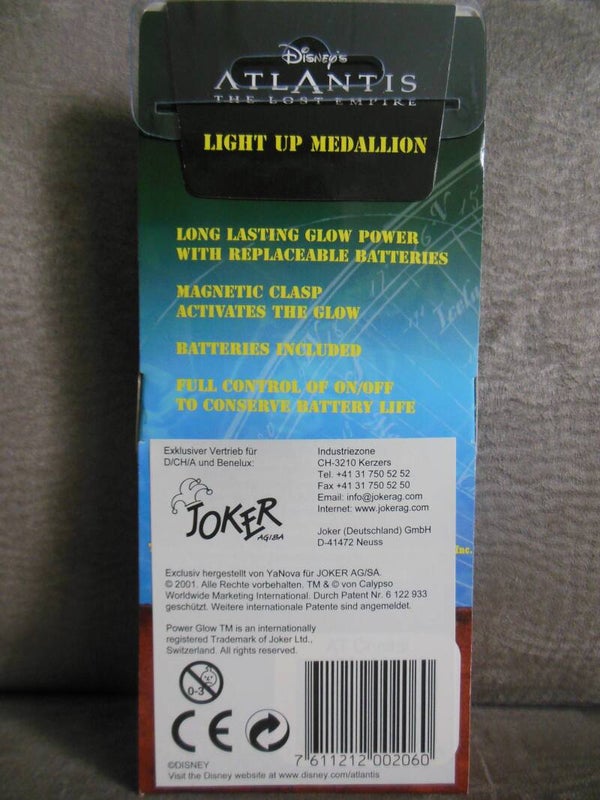 Disney's
ATLANTIS
THE LOST EMPIRE
LIGHT UP MEDALLION
LONG LASTING GLOW POWER
WITH REPLACEABLE BATTERIES
MAGNETIC CLASP
ACTIVATES THE GLOW
BATTERIES INCLUDED
FULL CONTROL OF ON/OFF
TO CONSERVE BATTERY LIFE
Exklusiver Vertrieb für
D/CH/A und Benelux:
JOKER
AG/SA
Industriezone
CH-3210 Kerzers
Tel. +41 31 750 52 52
Fax +41 31 750 52 50
Email: info@jokerag.com
Internet: www.jokerag.com
Joker (Deutschland) GmbH
D-41472 Neuss
Inc.
Exclusiv hergestellt von YaNova für JOKER AG/SA.
© 2001. Alle Rechte vorbehalten. TM & © von Calypso
Worldwide Marketing International. Durch Patent Nr. 6 122 933
geschützt. Weitere internationale Patente sind angemeldet.
Power Glow TM is an internationally
registered Trademark of Joker Ltd.,
Switzerland. All rights reserved.
0-3
CE
7 611212 002060
©DISNEY
Visit the Disney website at www.disney.com/atlantis